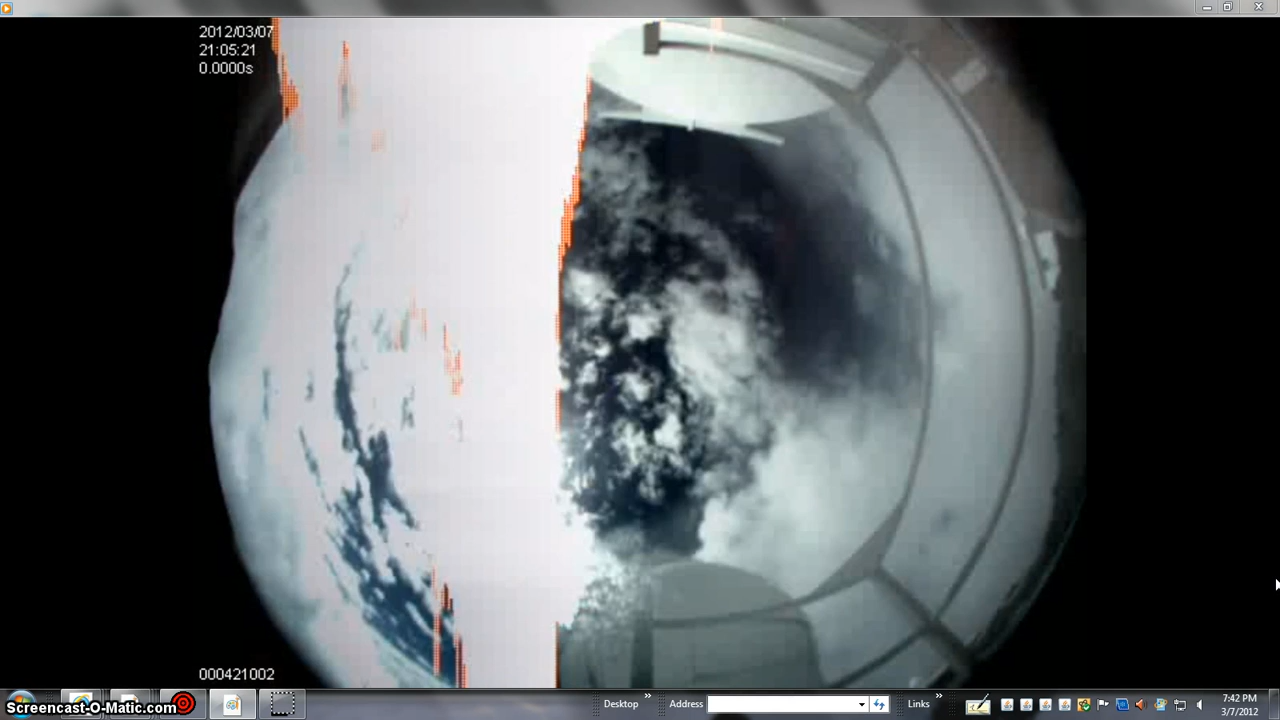 2012/03/07
21:05:21
0.0000s
000421002
Screencast-O-Matic.com
Desktop
»
Address
Links
»
7:42 PM
3/7/2012